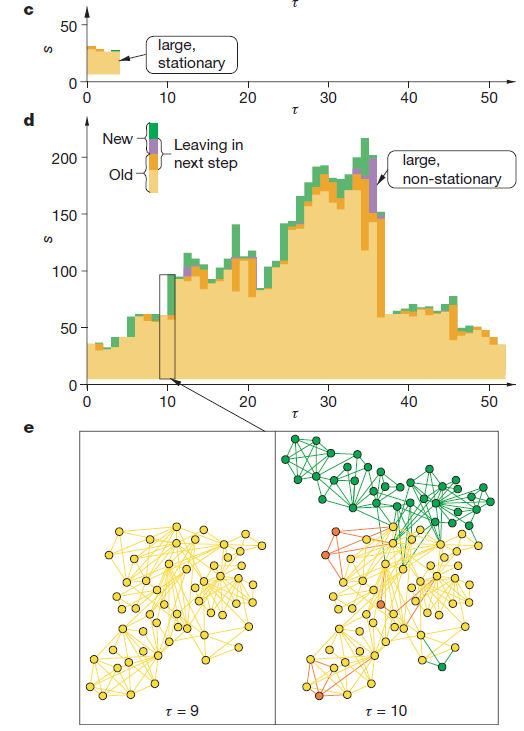 τ
c
50
s
0
large,
stationary
0 10 20 30 40 50
τ
d
New
Old
Leaving in
next step
large,
non-stationary
200
150
s
100
50
0
0 10 20 30 40 50
τ
e
τ = 9
τ = 10